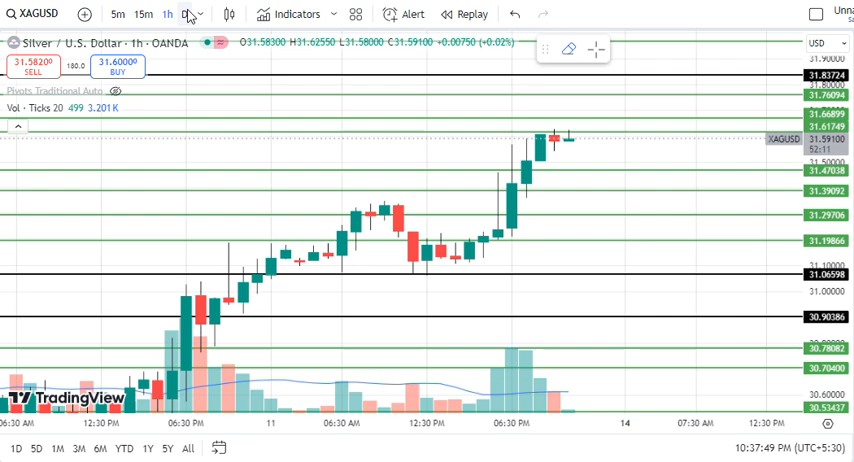 XAGUSD 5m 15m 1h D Indicators Alert Replay Unna
Silver / U.S. Dollar · 1h · OANDA O31.58300 H31.62550 L31.58000 C31.59100 +0.00750 (+0.02%)
USD
31.90000
31.58200 SELL 180.0 31.60000 BUY
31.83724
Pivots Traditional Auto
31.76094
Vol · Ticks 20 499 3.201 K
31.66899
31.61749
XAGUSD 31.59100
52:11
31.50000
31.47038
31.39092
31.29706
31.19866
31.10000
31.06598
31.00000
30.90386
30.78082
30.70400
30.60000
TradingView
30.53437
06:30 AM 12:30 PM 06:30 PM 11 06:30 AM 12:30 PM 06:30 PM 14 07:30 AM 12:30 PM
1D 5D 1M 3M 6M YTD 1Y 5Y All 10:37:49 PM (UTC+5:30)